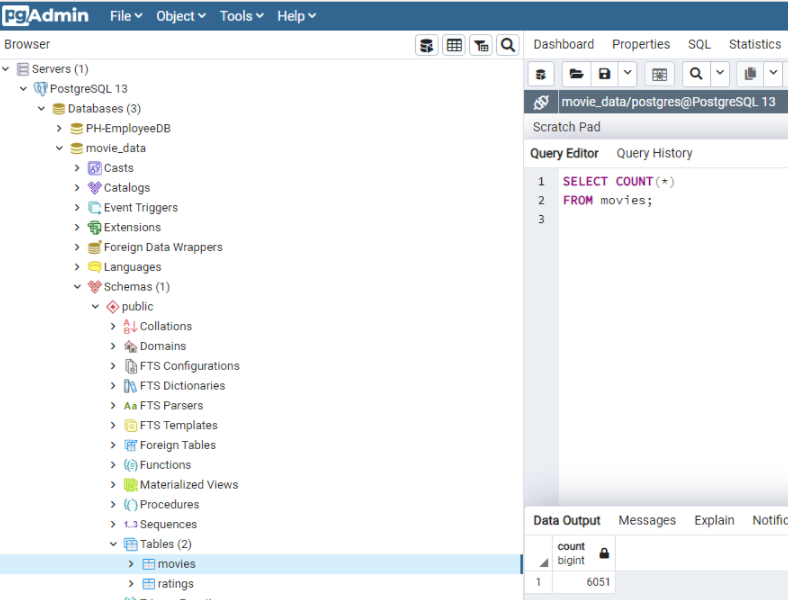 pgAdmin File Object Tools Help
Browser
Servers (1)
PostgreSQL 13
Databases (3)
PH-EmployeeDB
movie_data
Casts
Catalogs
Event Triggers
Extensions
Foreign Data Wrappers
Languages
Schemas (1)
public
Collations
Domains
FTS Configurations
FTS Dictionaries
Aa FTS Parsers
FTS Templates
Foreign Tables
Functions
Materialized Views
Procedures
1..3 Sequences
Tables (2)
movies
ratings
Dashboard Properties SQL Statistics
movie_data/postgres@PostgreSQL 13
Scratch Pad
Query Editor Query History
1 SELECT COUNT(*)
2 FROM movies;
3
Data Output Messages Explain Notific
count
bigint
1 6051